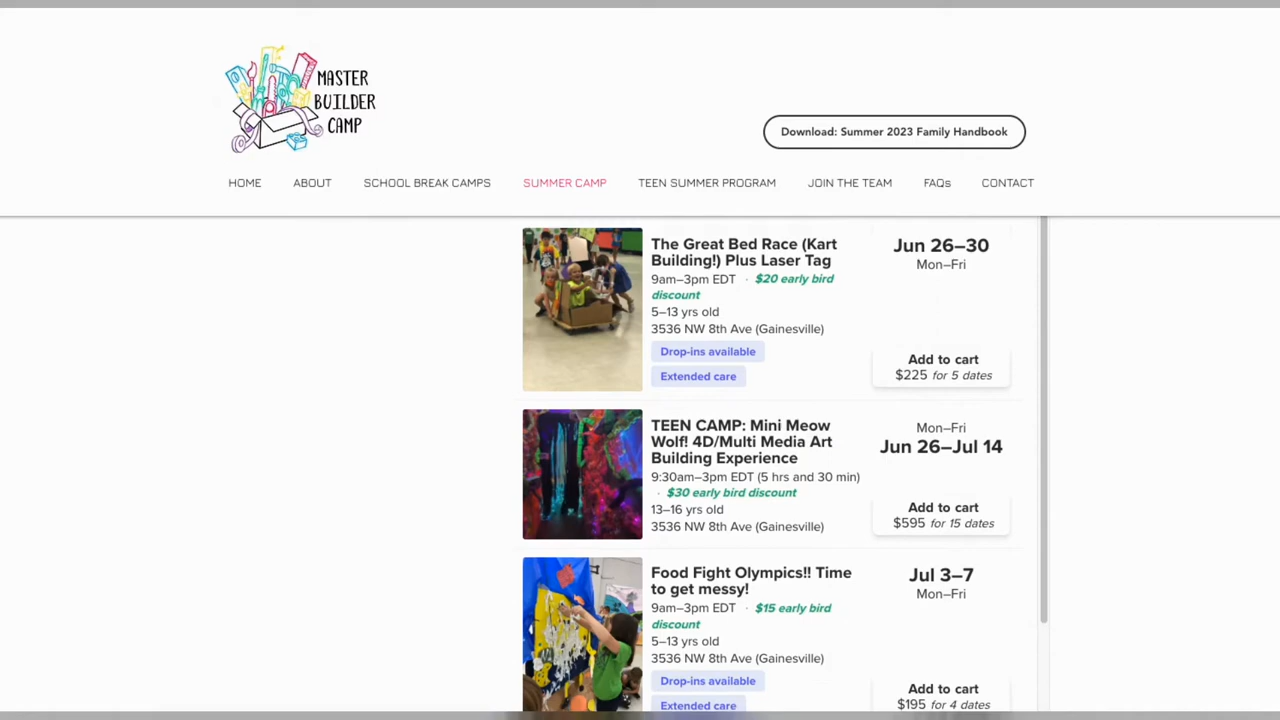 MASTER
BUILDER
CAMP
Download: Summer 2023 Family Handbook
HOME ABOUT SCHOOL BREAK CAMPS SUMMER CAMP TEEN SUMMER PROGRAM JOIN THE TEAM FAQs CONTACT
The Great Bed Race (Kart
Building!) Plus Laser Tag
9am–3pm EDT · $20 early bird
discount
5–13 yrs old
3536 NW 8th Ave (Gainesville)
Drop-ins available
Extended care
Jun 26–30
Mon–Fri
Add to cart
$225 for 5 dates
TEEN CAMP: Mini Meow
Wolf! 4D/Multi Media Art
Building Experience
9:30am–3pm EDT (5 hrs and 30 min)
· $30 early bird discount
13–16 yrs old
3536 NW 8th Ave (Gainesville)
Mon–Fri
Jun 26–Jul 14
Add to cart
$595 for 15 dates
Food Fight Olympics!! Time
to get messy!
9am–3pm EDT · $15 early bird
discount
5–13 yrs old
3536 NW 8th Ave (Gainesville)
Drop-ins available
Extended care
Jul 3–7
Mon–Fri
Add to cart
$195 for 4 dates